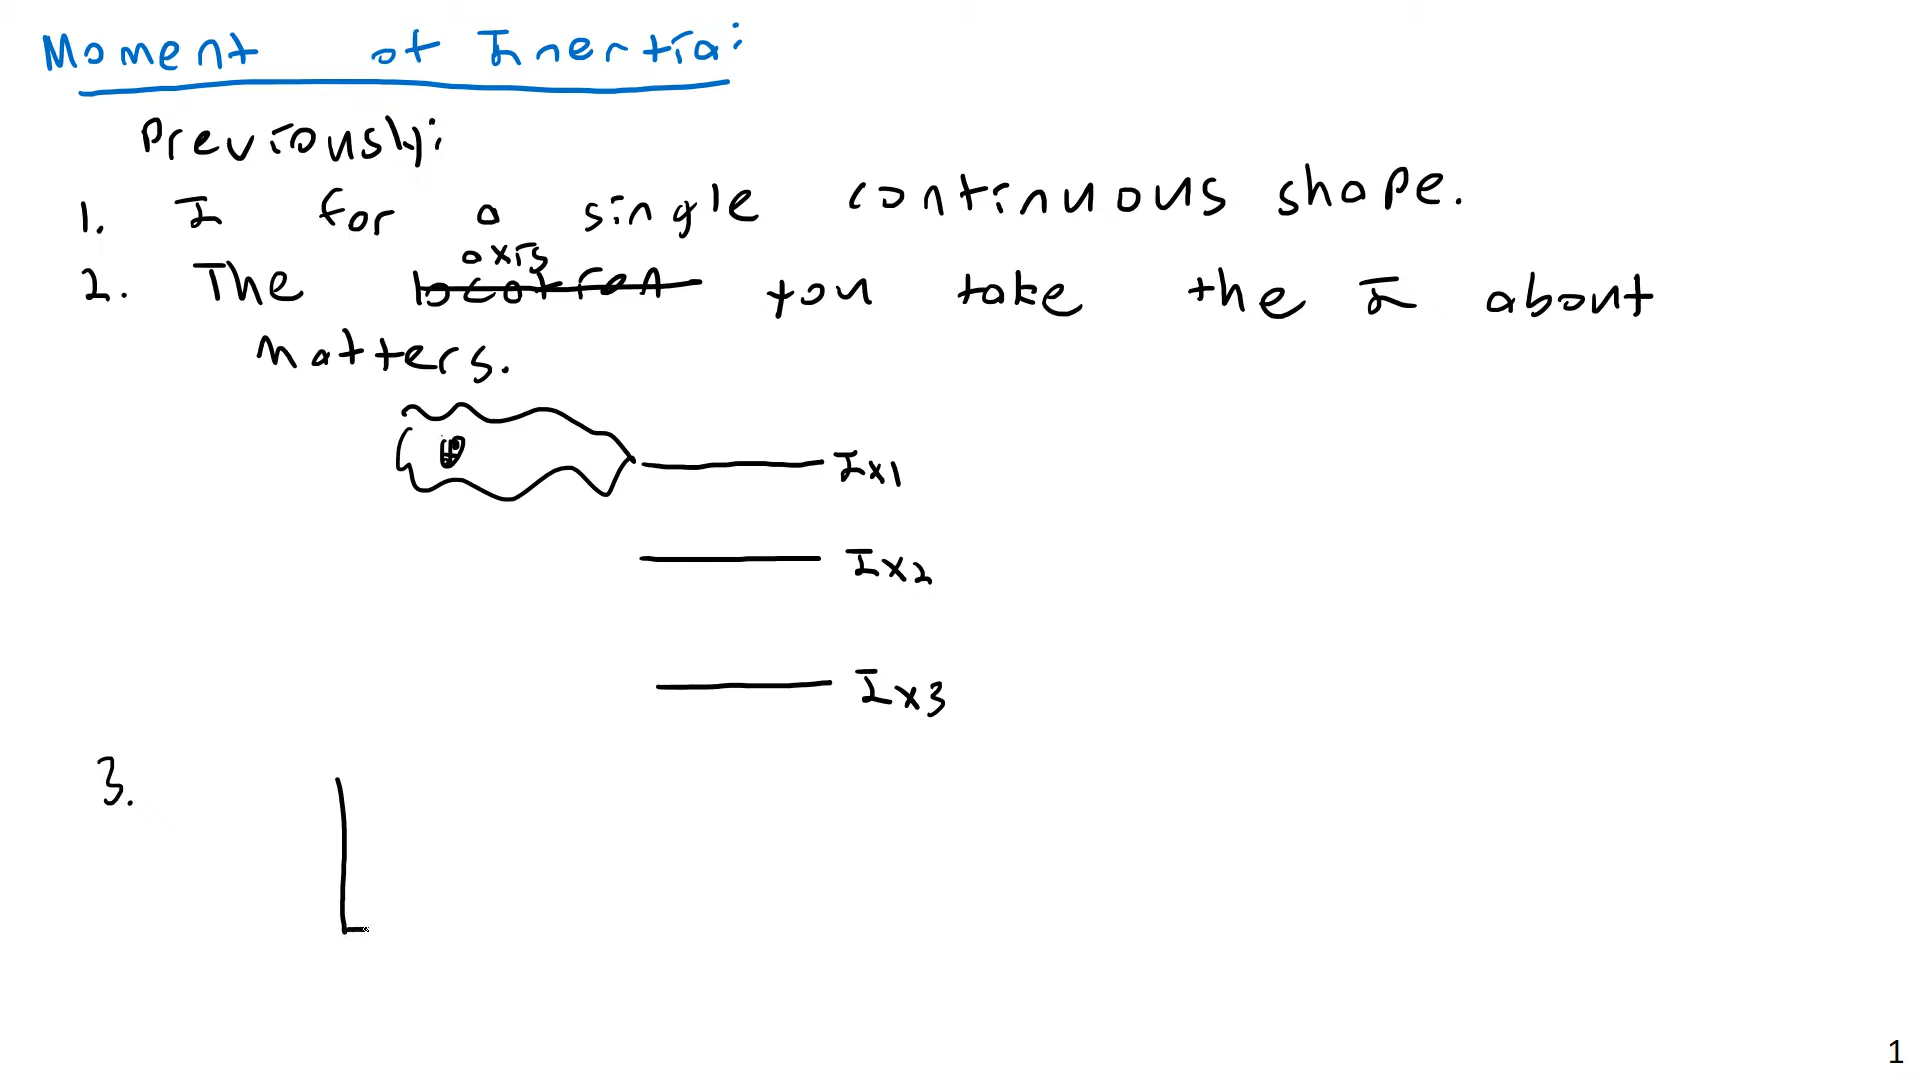 Moment of Inertia:
Previously:
1. I for a single continuous shape.
axis
2. The location you take the I about
matters.
Ix1
Ix2
Ix3
3.
1